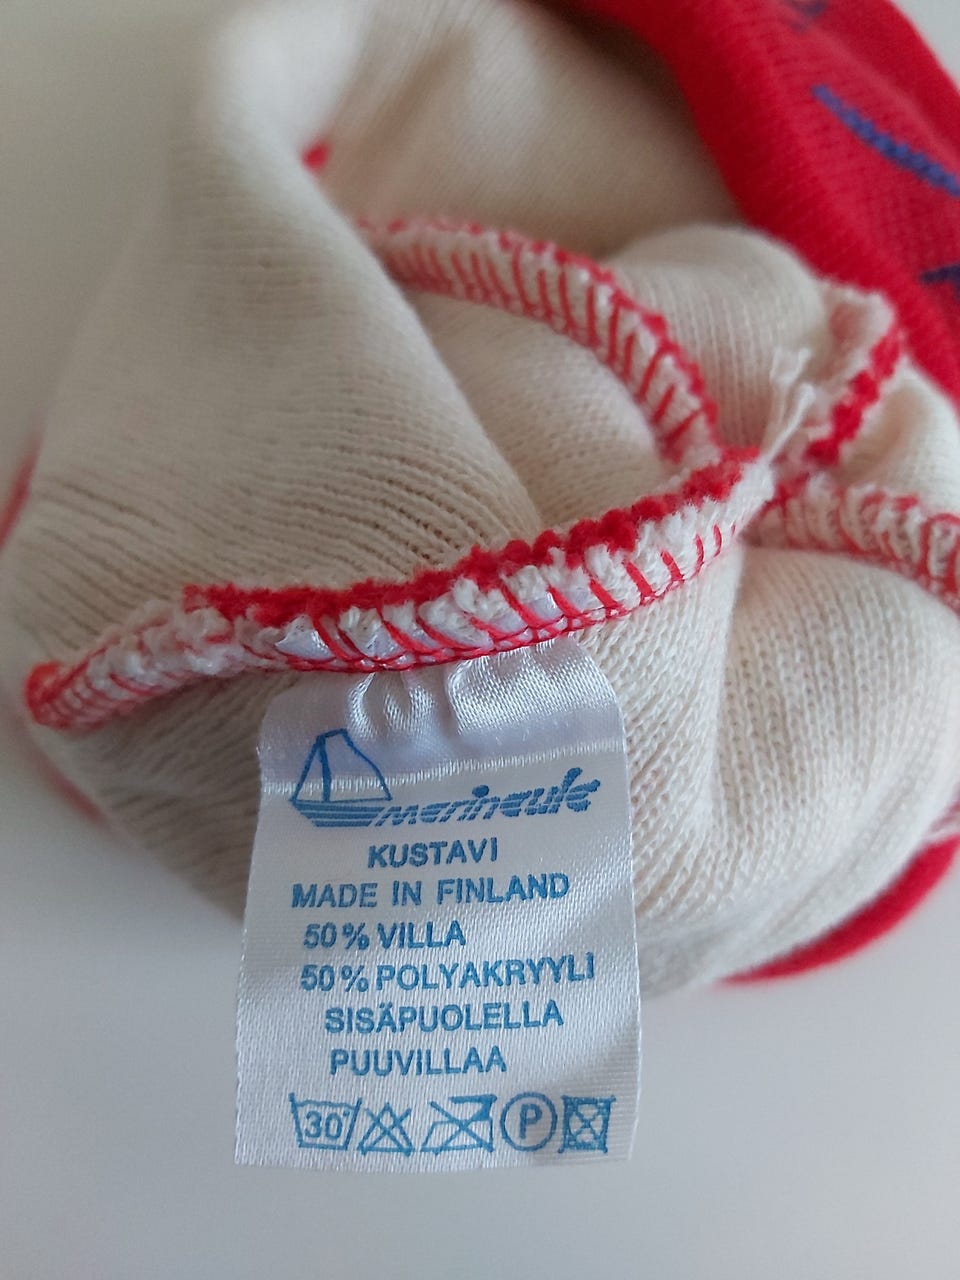 merineule
KUSTAVI
MADE IN FINLAND
50% VILLA
50% POLYAKRYYLI
SISÄPUOLELLA
PUUVILLAA
30° P